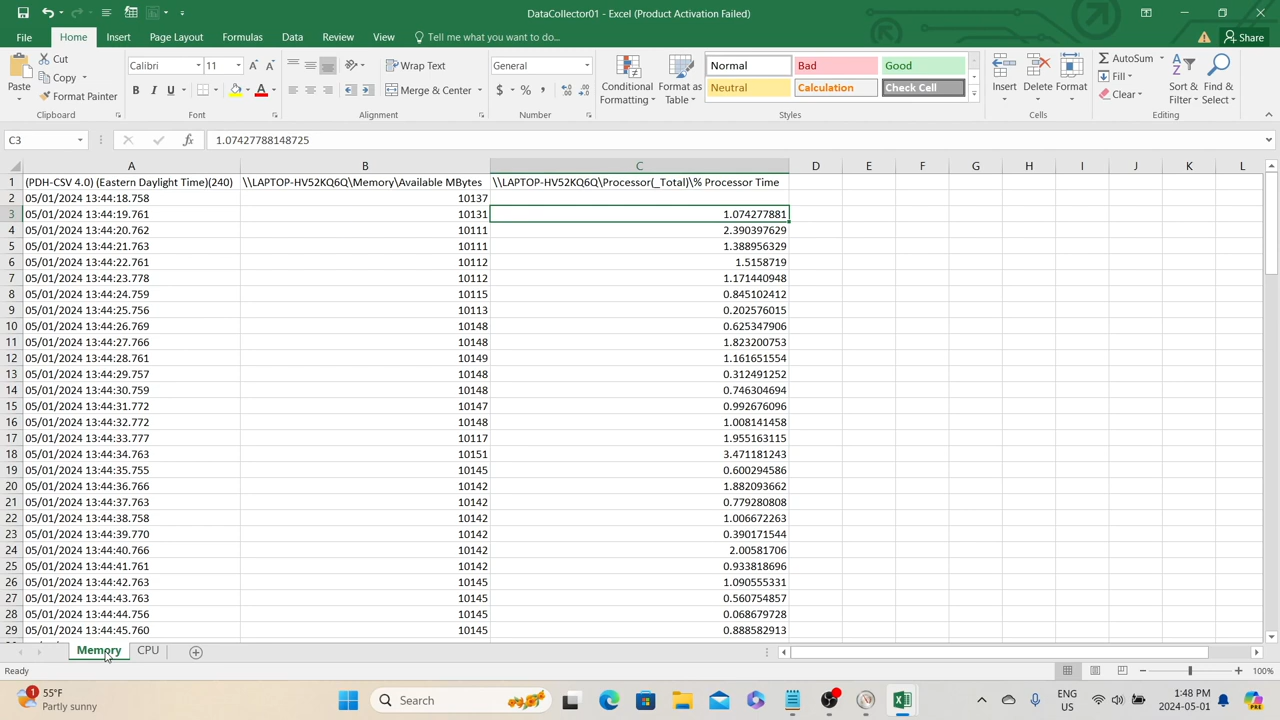 DataCollector01 - Excel (Product Activation Failed)
File Home Insert Page Layout Formulas Data Review View Tell me what you want to do... Share
Paste Cut Copy Format Painter Clipboard
Calibri 11 A A B I U A Font
Wrap Text Merge & Center Alignment
General $ % , Number
Conditional Formatting Format as Table
Normal Bad Good
Neutral Calculation Check Cell
Styles
Insert Delete Format Cells
AutoSum Fill Clear Sort & Filter Find & Select Editing
C3 fx 1.07427788148725
A B C D E F G H I J K L
1 (PDH-CSV 4.0) (Eastern Daylight Time)(240) \\LAPTOP-HV52KQ6Q\Memory\Available MBytes \\LAPTOP-HV52KQ6Q\Processor(_Total)\% Processor Time
2 05/01/2024 13:44:18.758 10137
3 05/01/2024 13:44:19.761 10131 1.074277881
4 05/01/2024 13:44:20.762 10111 2.390397629
5 05/01/2024 13:44:21.763 10111 1.388956329
6 05/01/2024 13:44:22.761 10112 1.5158719
7 05/01/2024 13:44:23.778 10112 1.171440948
8 05/01/2024 13:44:24.759 10115 0.845102412
9 05/01/2024 13:44:25.756 10113 0.202576015
10 05/01/2024 13:44:26.769 10148 0.625347906
11 05/01/2024 13:44:27.766 10148 1.823200753
12 05/01/2024 13:44:28.761 10149 1.161651554
13 05/01/2024 13:44:29.757 10148 0.312491252
14 05/01/2024 13:44:30.759 10148 0.746304694
15 05/01/2024 13:44:31.772 10147 0.992676096
16 05/01/2024 13:44:32.772 10148 1.008141458
17 05/01/2024 13:44:33.777 10117 1.955163115
18 05/01/2024 13:44:34.763 10151 3.471181243
19 05/01/2024 13:44:35.755 10145 0.600294586
20 05/01/2024 13:44:36.766 10142 1.882093662
21 05/01/2024 13:44:37.763 10142 0.779280808
22 05/01/2024 13:44:38.758 10142 1.006672263
23 05/01/2024 13:44:39.770 10142 0.390171544
24 05/01/2024 13:44:40.766 10142 2.00581706
25 05/01/2024 13:44:41.761 10142 0.933818696
26 05/01/2024 13:44:42.763 10145 1.090555331
27 05/01/2024 13:44:43.763 10145 0.560754857
28 05/01/2024 13:44:44.756 10145 0.068679728
29 05/01/2024 13:44:45.760 10145 0.888582913
Memory CPU
Ready 100%
1 55°F Partly sunny Search ENG US 1:48 PM 2024-05-01 PRE